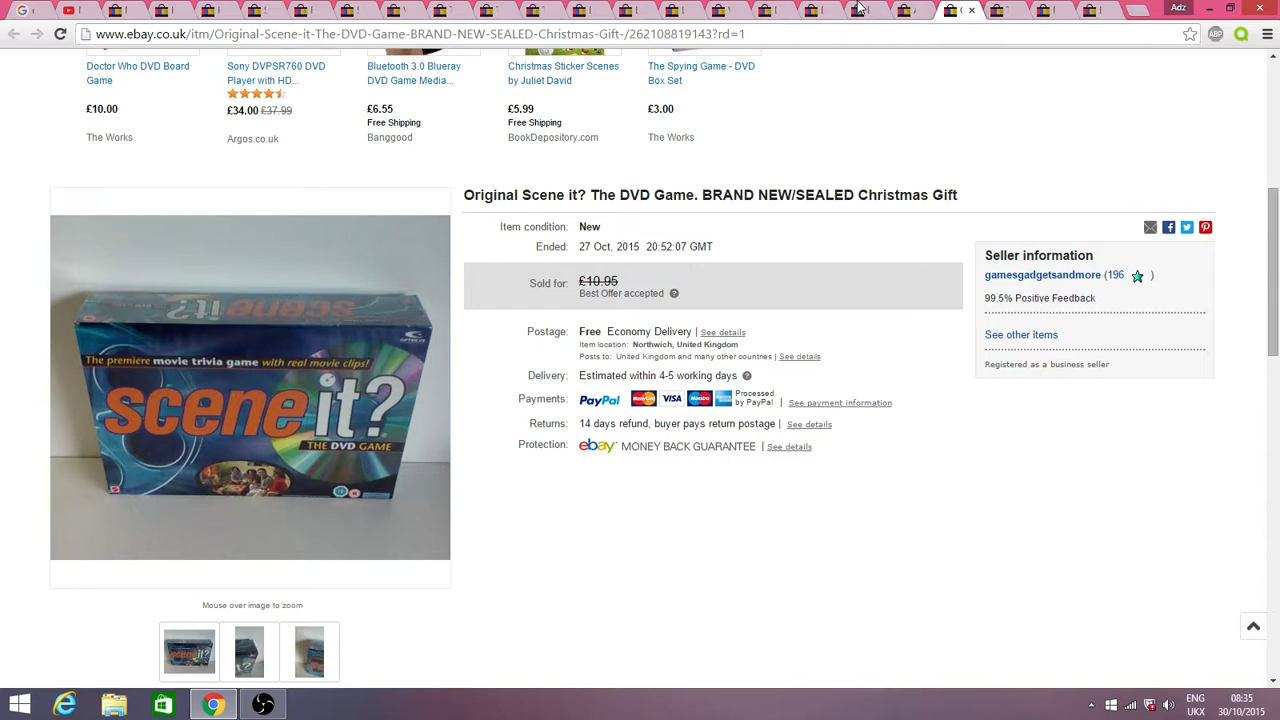 Adz
www.ebay.co.uk/itm/Original-Scene-it-The-DVD-Game-BRAND-NEW-SEALED-Christmas-Gift-/262108819143?rd=1
Doctor Who DVD Board Game
£10.00
The Works
Sony DVPSR760 DVD Player with HD...
£34.00 £37.99
Argos.co.uk
Bluetooth 3.0 Blueray DVD Game Media...
£6.55
Free Shipping
Banggood
Christmas Sticker Scenes by Juliet David
£5.99
Free Shipping
BookDepository.com
The Spying Game - DVD Box Set
£3.00
The Works
Original Scene it? The DVD Game. BRAND NEW/SEALED Christmas Gift
Item condition: New
Ended: 27 Oct, 2015 20:52:07 GMT
Sold for: £10.95
Best Offer accepted
Postage: Free Economy Delivery | See details
Item location: Northwich, United Kingdom
Posts to: United Kingdom and many other countries | See details
Delivery: Estimated within 4-5 working days
Payments: PayPal MasterCard VISA Maestro Processed by PayPal | See payment information
Returns: 14 days refund, buyer pays return postage | See details
Protection: ebay MONEY BACK GUARANTEE | See details
Seller information
gamesgadgetsandmore (196 )
99.5% Positive Feedback
See other items
Registered as a business seller
scene it?
The premiere movie trivia game with real movie clips!
scene it?
THE DVD GAME
Mouse over image to zoom
ENG
UKX
08:35
30/10/2015